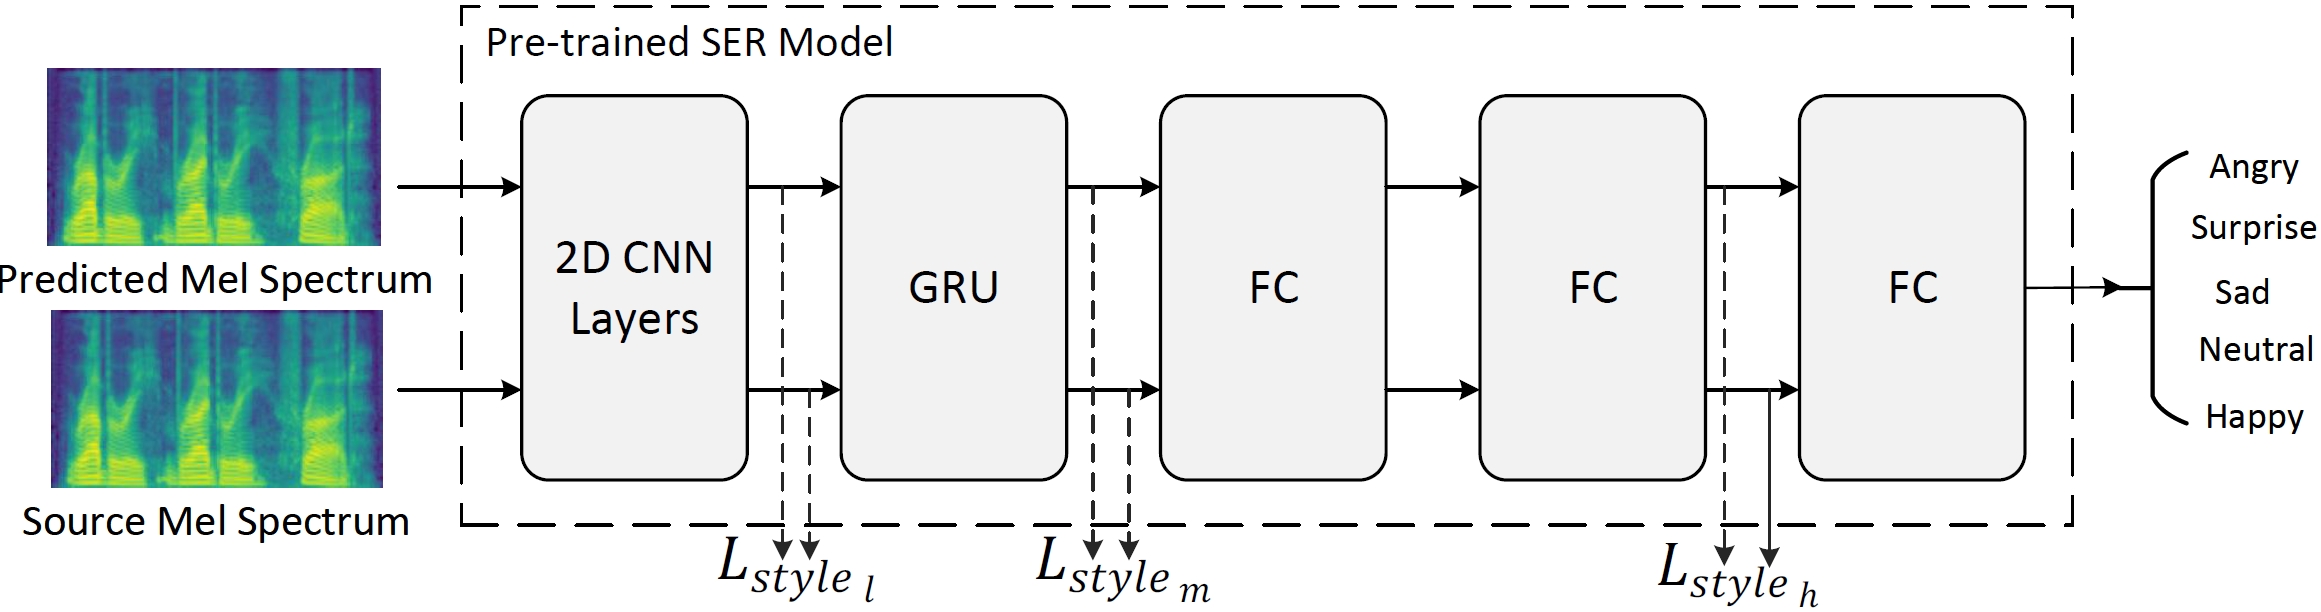 Pre-trained SER Model
Predicted Mel Spectrum
Source Mel Spectrum
2D CNN
Layers
GRU
FC
FC
FC
Angry
Surprise
Sad
Neutral
Happy
L_{style_l}
L_{style_m}
L_{style_h}